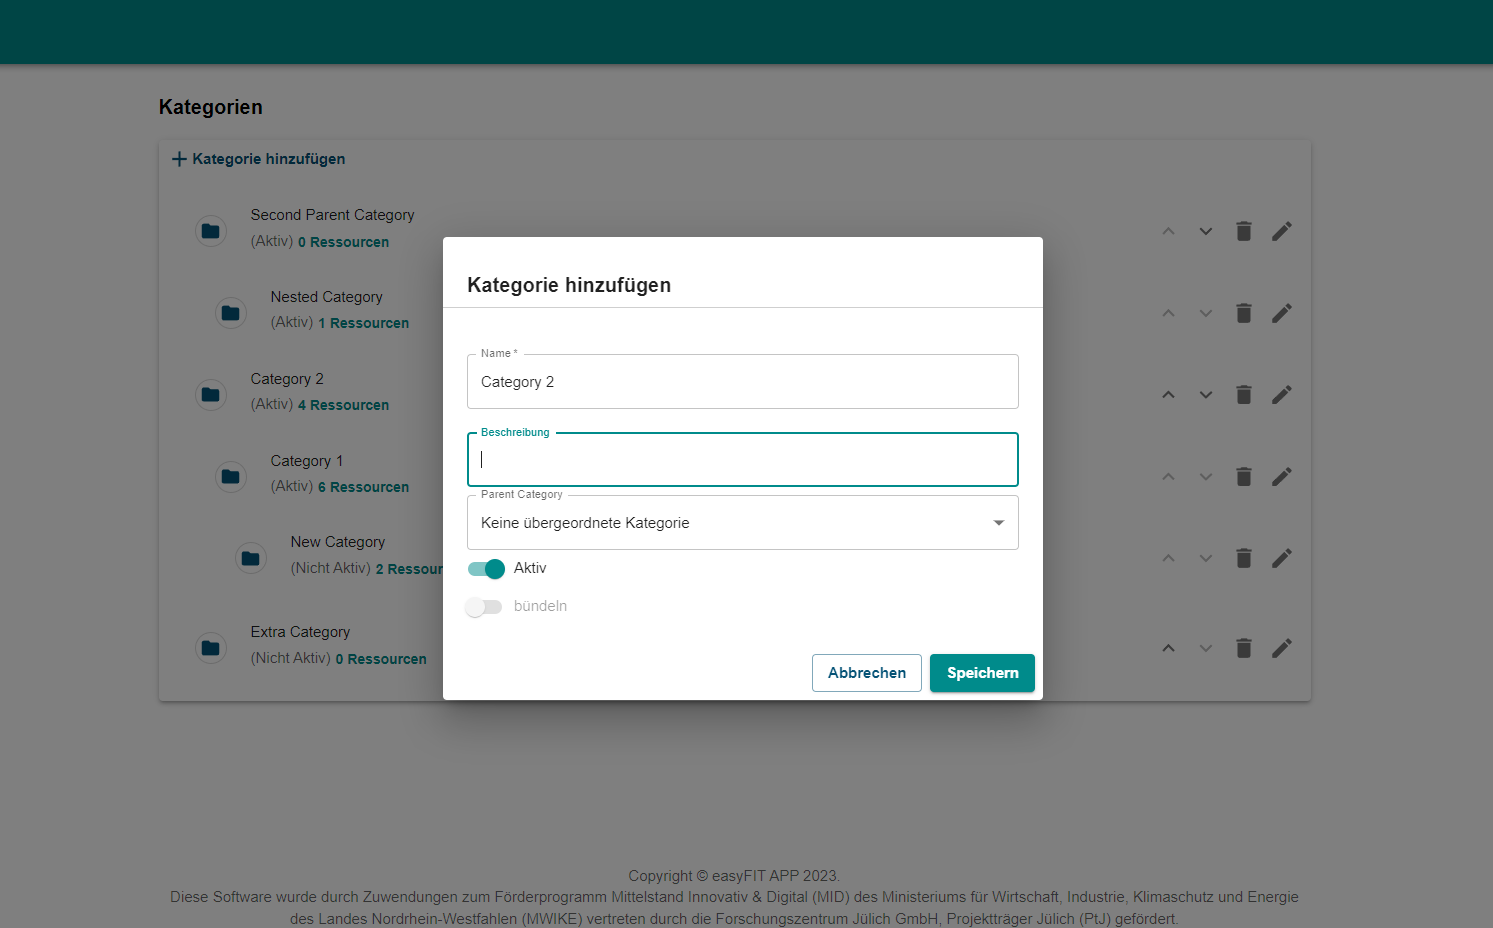 Kategorien
Kategorie hinzufügen
Second Parent Category
(Aktiv) 0 Ressourcen
Nested Category
(Aktiv) 1 Ressourcen
Category 2
(Aktiv) 4 Ressourcen
Category 1
(Aktiv) 6 Ressourcen
New Category
(Nicht Aktiv) 2 Ressour
Extra Category
(Nicht Aktiv) 0 Ressourcen
Kategorie hinzufügen
Name *
Category 2
Beschreibung
Parent Category
Keine übergeordnete Kategorie
Aktiv
bündeln
Abbrechen
Speichern
Copyright © easyFIT APP 2023.
Diese Software wurde durch Zuwendungen zum Förderprogramm Mittelstand Innovativ & Digital (MID) des Ministeriums für Wirtschaft, Industrie, Klimaschutz und Energie
des Landes Nordrhein-Westfahlen (MWIKE) vertreten durch die Forschungszentrum Jülich GmbH, Projektträger Jülich (PtJ) gefördert.